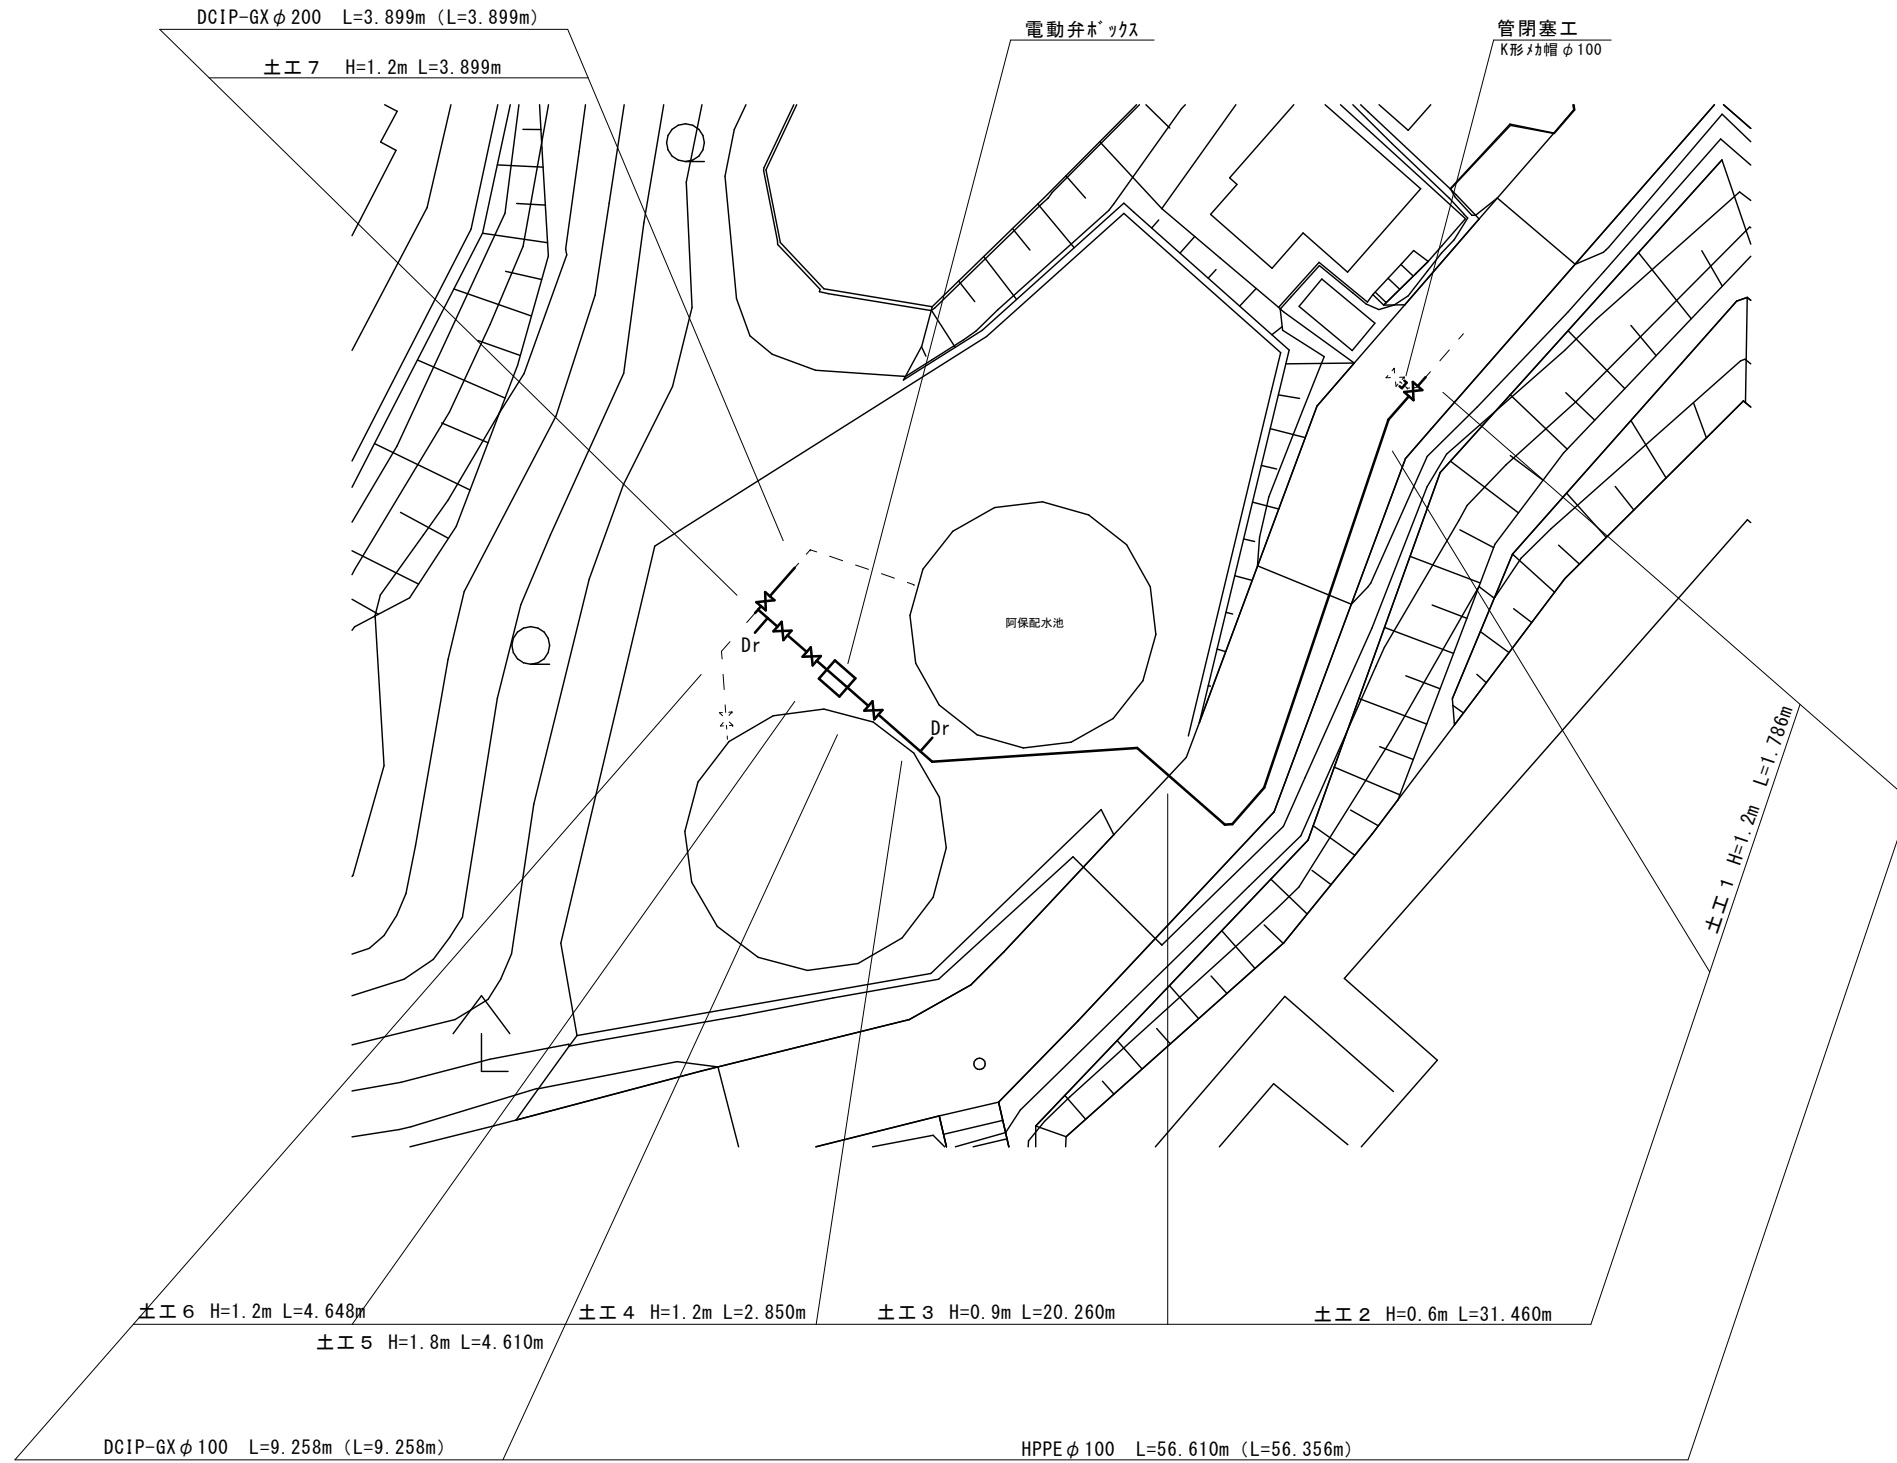 DCIP-GXφ200 L=3.899m (L=3.899m)
土工7 H=1.2m L=3.899m
電動弁ﾎﾞｯｸｽ
管閉塞工
K形ﾒｶ帽φ100
阿保配水池
Dr
Dr
土工1 H=1.2m L=1.786m
土工6 H=1.2m L=4.648m
土工4 H=1.2m L=2.850m
土工3 H=0.9m L=20.260m
土工2 H=0.6m L=31.460m
土工5 H=1.8m L=4.610m
DCIP-GXφ100 L=9.258m (L=9.258m)
HPPEφ100 L=56.610m (L=56.356m)